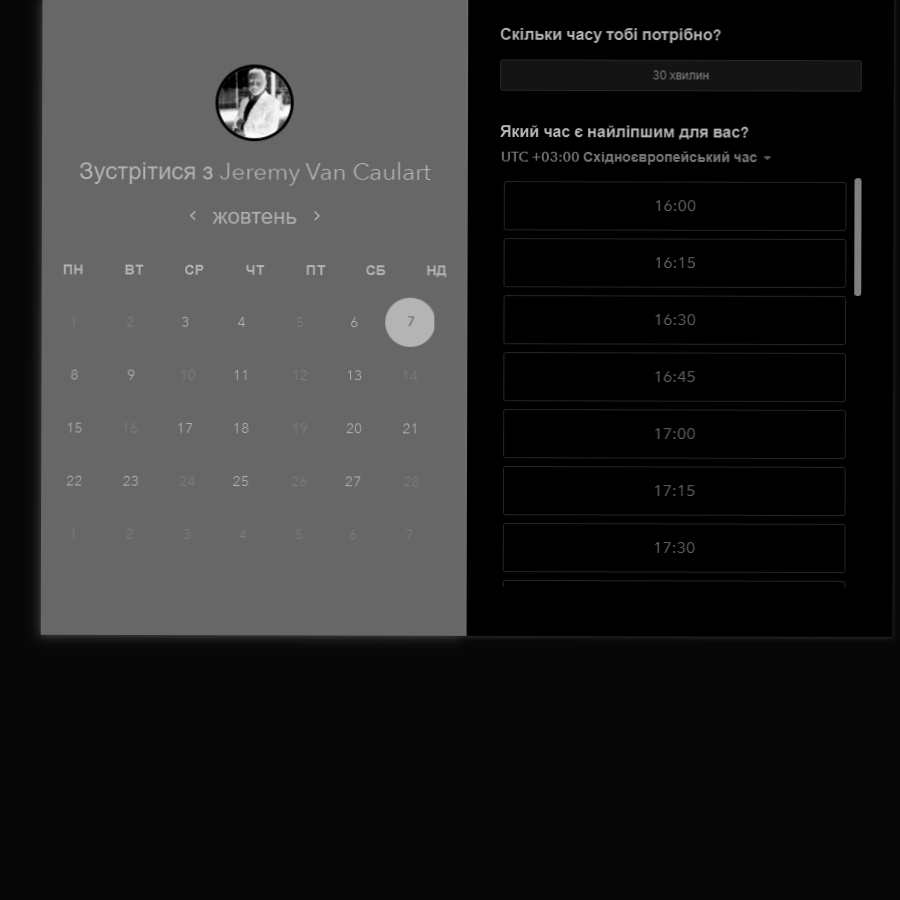 Зустрітися з Jeremy Van Caulart
‹ жовтень ›
ПН ВТ СР ЧТ ПТ СБ НД
1 2 3 4 5 6 7
8 9 10 11 12 13 14
15 16 17 18 19 20 21
22 23 24 25 26 27 28
1 2 3 4 5 6 7
Скільки часу тобі потрібно?
30 хвилин
Який час є найліпшим для вас?
UTC +03:00 Східноєвропейський час
16:00
16:15
16:30
16:45
17:00
17:15
17:30